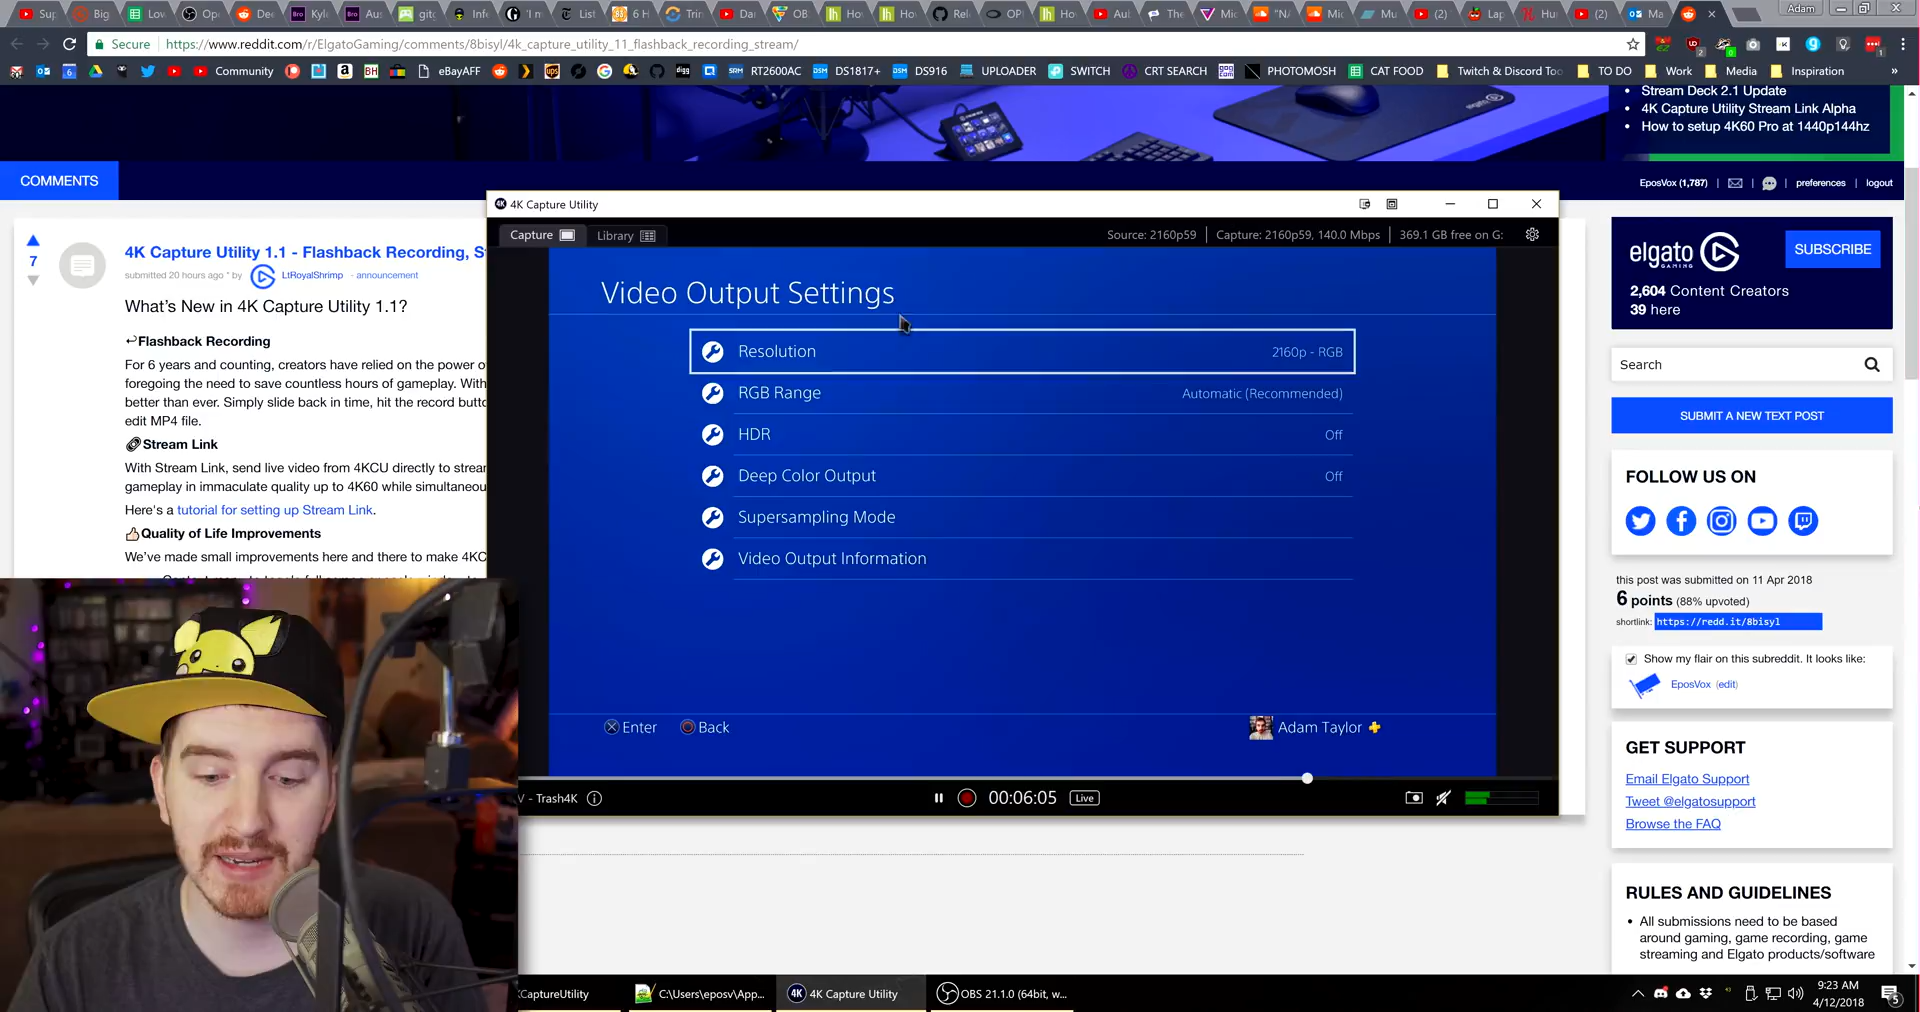 Adam
Secure https://www.reddit.com/r/ElgatoGaming/comments/8bisyl/4k_capture_utility_11_flashback_recording_stream/
Community
eBayAFF
RT2600AC
DS1817+
DS916
UPLOADER
SWITCH
CRT SEARCH
PHOTOMOSH
CAT FOOD
Twitch & Discord Too
TO DO
Work
Media
Inspiration
Stream Deck 2.1 Update
4K Capture Utility Stream Link Alpha
How to setup 4K60 Pro at 1440p144hz
COMMENTS
EposVox (1,787) | preferences | logout
7
4K Capture Utility 1.1 - Flashback Recording, S
submitted 20 hours ago * by LtRoyalShrimp - announcement
What's New in 4K Capture Utility 1.1?
Flashback Recording
For 6 years and counting, creators have relied on the power o
foregoing the need to save countless hours of gameplay. With
better than ever. Simply slide back in time, hit the record butto
edit MP4 file.
Stream Link
With Stream Link, send live video from 4KCU directly to strea
gameplay in immaculate quality up to 4K60 while simultaneou
Here's a tutorial for setting up Stream Link.
Quality of Life Improvements
We've made small improvements here and there to make 4KC
4K Capture Utility
Capture Library Source: 2160p59 | Capture: 2160p59, 140.0 Mbps | 369.1 GB free on G:
Video Output Settings
Resolution 2160p - RGB
RGB Range Automatic (Recommended)
HDR Off
Deep Color Output Off
Supersampling Mode
Video Output Information
Enter Back Adam Taylor
- Trash4K 00:06:05 Live
elgato GAMING SUBSCRIBE
2,604 Content Creators
39 here
Search
SUBMIT A NEW TEXT POST
FOLLOW US ON
this post was submitted on 11 Apr 2018
6 points (88% upvoted)
shortlink: https://redd.it/8bisyl
Show my flair on this subreddit. It looks like:
EposVox (edit)
GET SUPPORT
Email Elgato Support
Tweet @elgatosupport
Browse the FAQ
RULES AND GUIDELINES
All submissions need to be based
around gaming, game recording, game
streaming and Elgato products/software
CaptureUtility
C:\Users\eposv\App...
4K Capture Utility
OBS 21.1.0 (64bit, w...
9:23 AM
4/12/2018
5